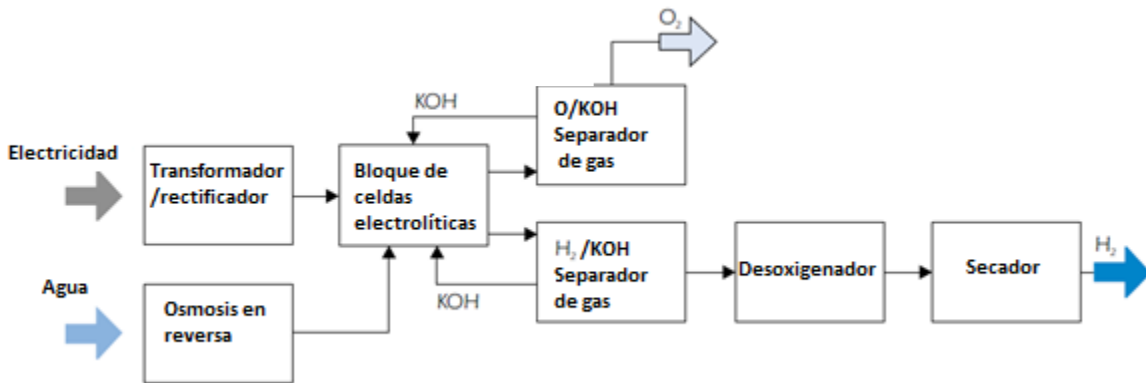 O₂
KOH
O/KOH
Separador
de gas
Electricidad
Transformador
/rectificador
Bloque de
celdas
electrolíticas
H₂ /KOH
Separador
de gas
Desoxigenador
Secador
H₂
KOH
Agua
Osmosis en
reversa